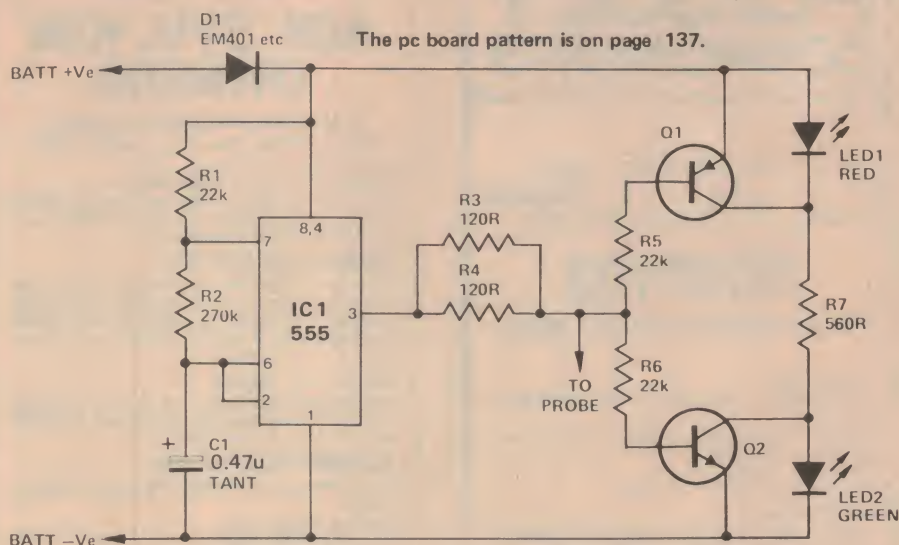 D1
EM401 etc
The pc board pattern is on page 137.
BATT +Ve
Q1
LED1
RED
R1
22k
R3
120R
8,4
7
R5
22k
R4
120R
R2
270k
IC1
555
3
R7
560R
6
TO
PROBE
R6
22k
2
1
+
C1
0.47u
TANT
Q2
LED2
GREEN
BATT –Ve